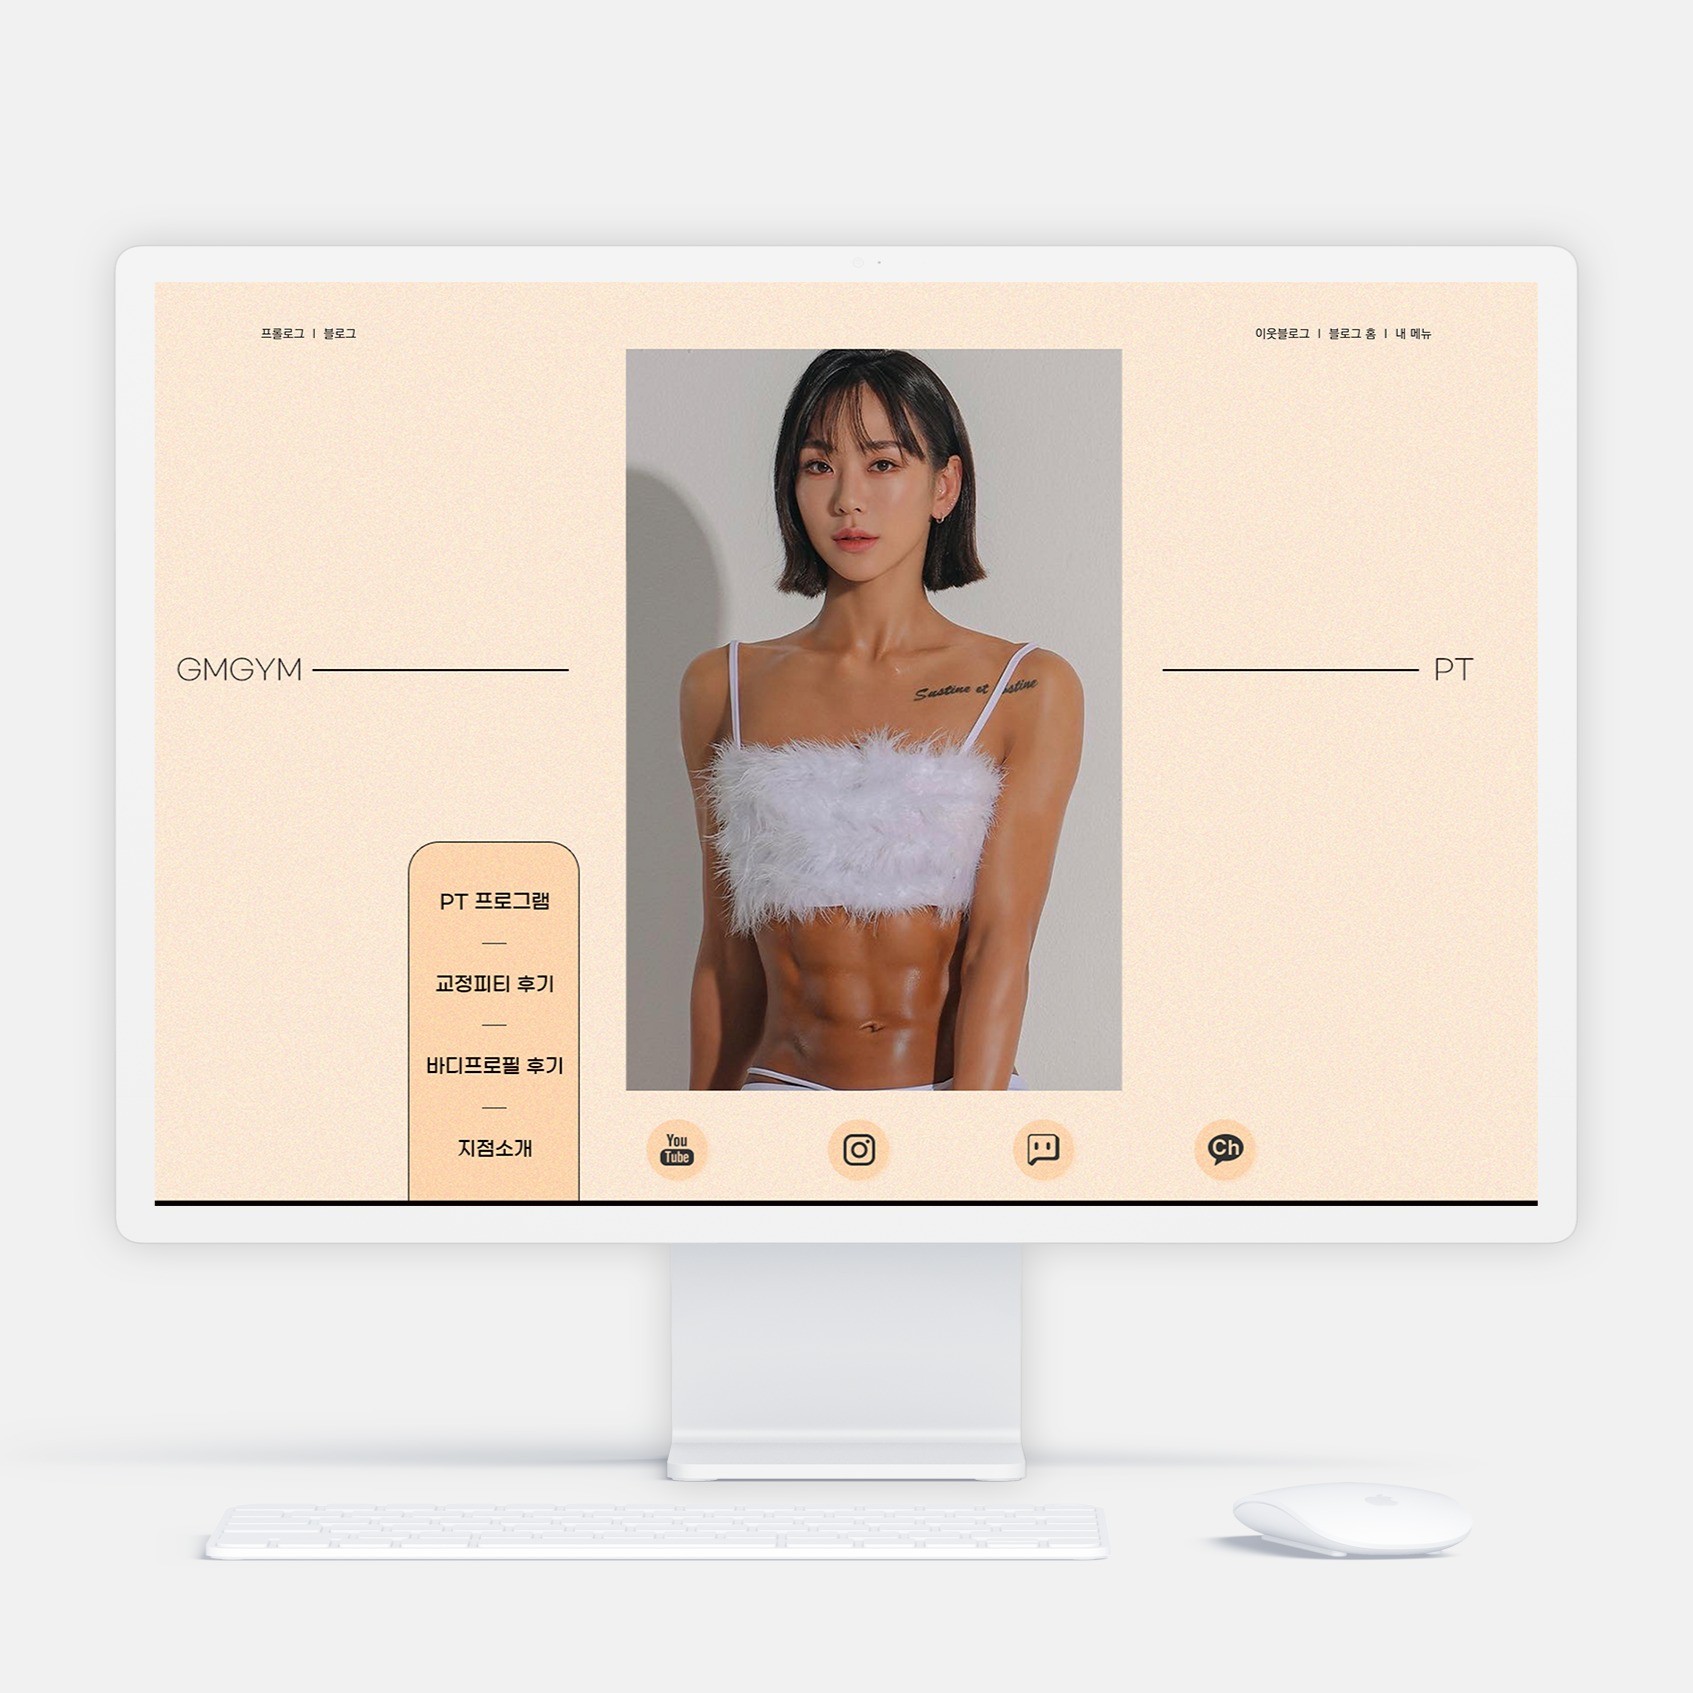 프롤로그 | 블로그
이웃블로그 | 블로그 홈 | 내 메뉴
GMGYM
PT
Sustine et
PT 프로그램
교정피티 후기
바디프로필 후기
지점소개
You
Tube
Ch